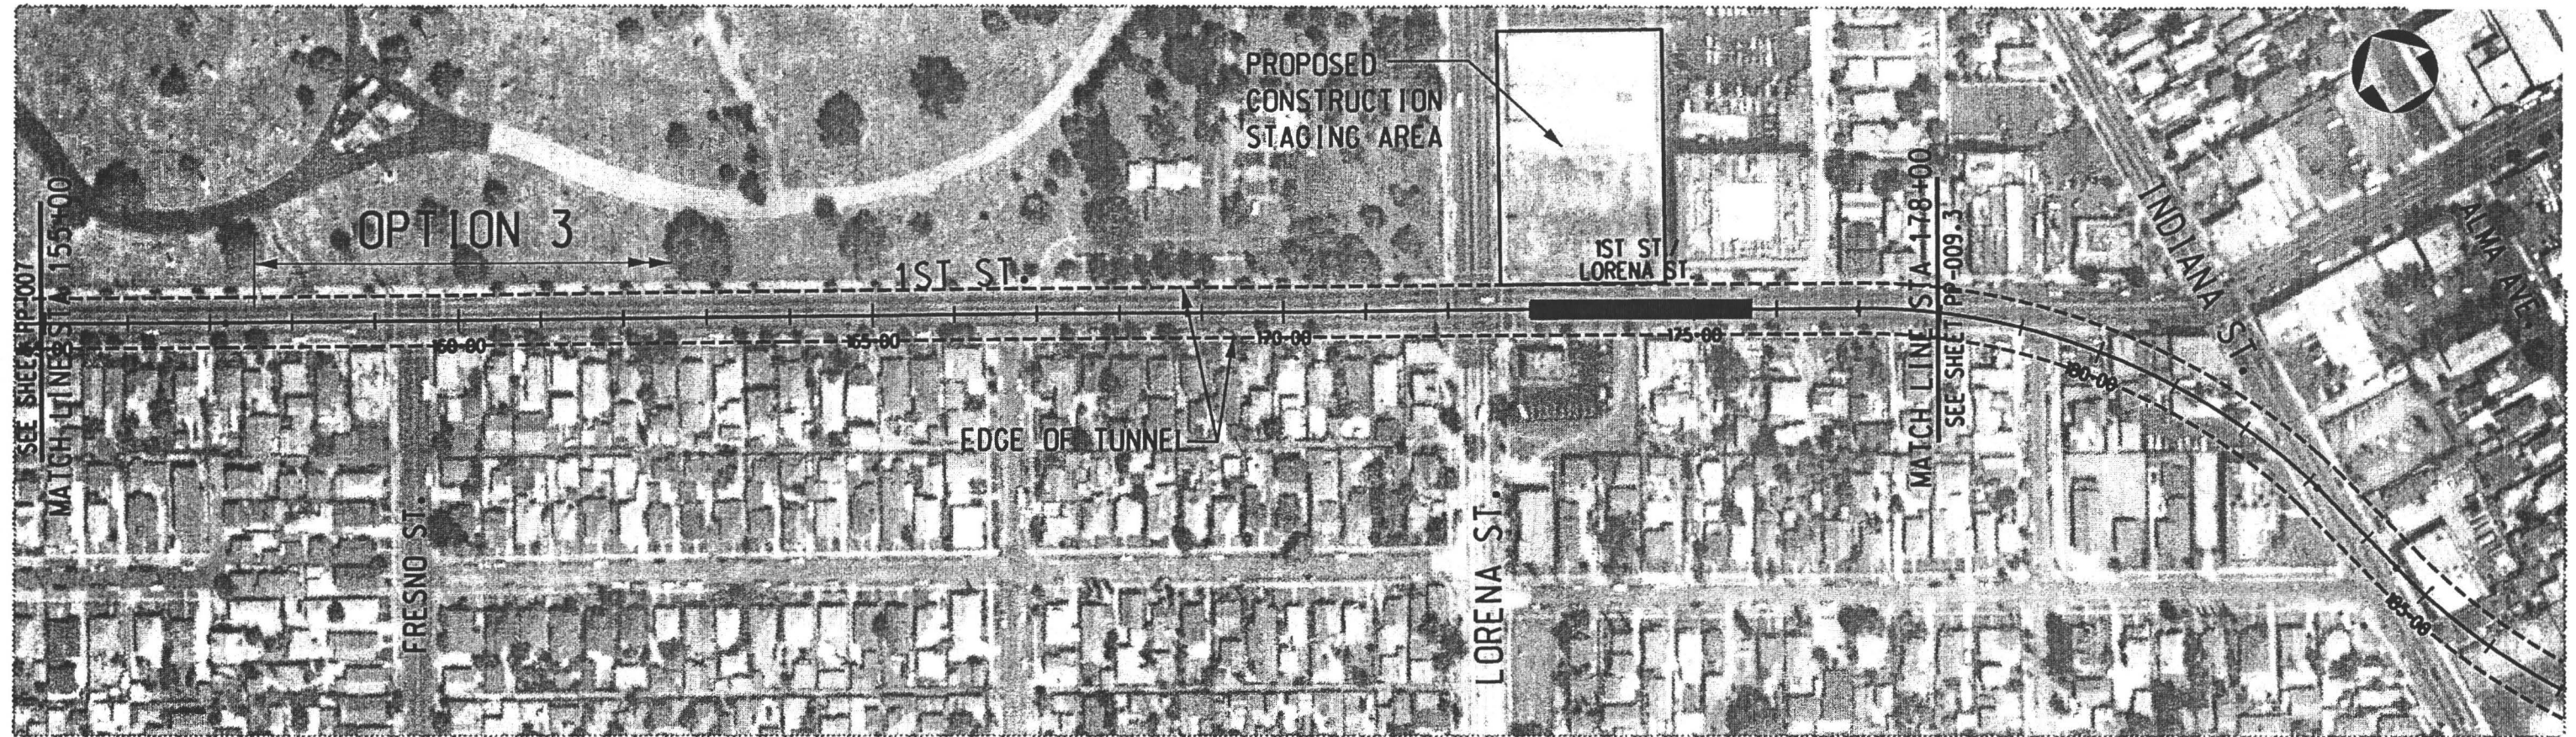 SEE SHEET PP-007
MATCH LINE STA 155+00
OPTION 3
1ST ST.
PROPOSED
CONSTRUCTION
STAGING AREA
1ST ST/
LORENA ST.
MATCH LINE STA 178+00
SEE SHEET PP-009.3
INDIANA ST.
ALMA AVE.
160+00
165+00
170+00
175+00
180+00
185+00
EDGE OF TUNNEL
FRESNO ST.
LORENA ST.